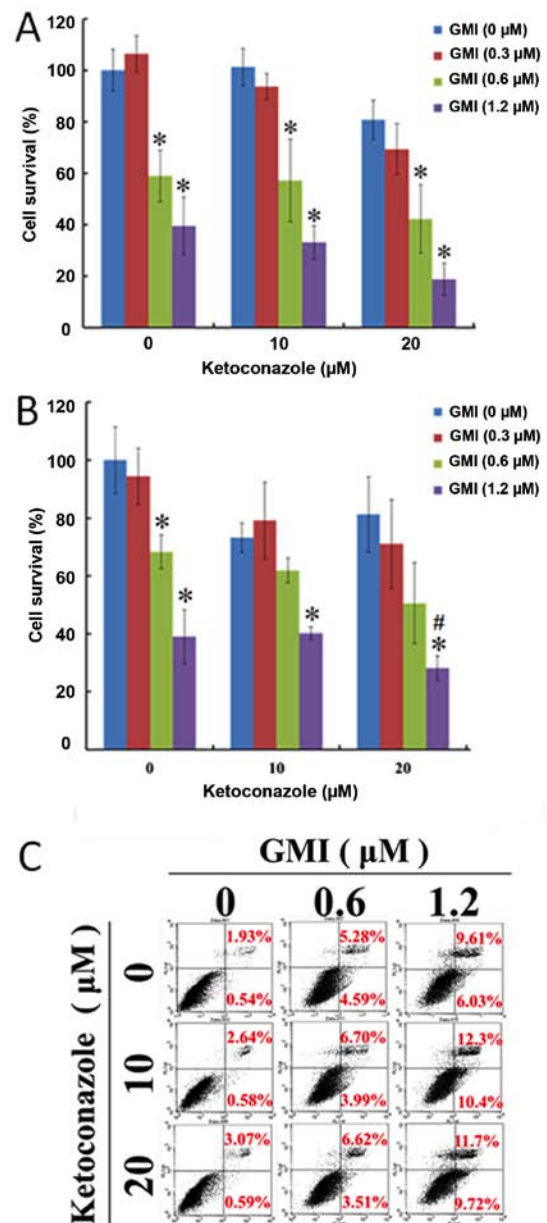 A
120
100
80
60
40
20
0
Cell survival (%)
GMI (0 µM)
GMI (0.3 µM)
GMI (0.6 µM)
GMI (1.2 µM)
* * * * * *
0 10 20
Ketoconazole (µM)
B
120
100
80
60
40
20
0
Cell survival (%)
GMI (0 µM)
GMI (0.3 µM)
GMI (0.6 µM)
GMI (1.2 µM)
* * * # *
0 10 20
Ketoconazole (µM)
C
GMI ( µM )
0 0.6 1.2
Ketoconazole ( µM )
0
1.93% 5.28% 9.61%
0.54% 4.59% 6.03%
10
2.64% 6.70% 12.3%
0.58% 3.99% 10.4%
20
3.07% 6.62% 11.7%
0.59% 3.51% 9.72%